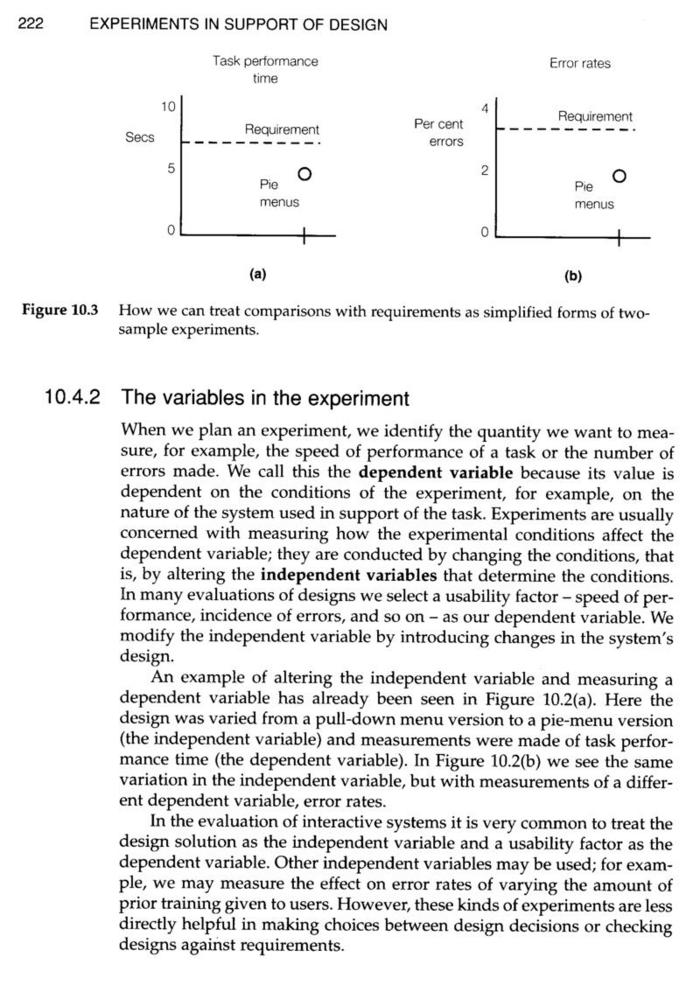 222 EXPERIMENTS IN SUPPORT OF DESIGN
Task performance
time
10
Secs
Requirement
5
Pie
menus
0
(a)
Error rates
4
Per cent
errors
Requirement
2
Pie
menus
0
(b)
Figure 10.3 How we can treat comparisons with requirements as simplified forms of two-
sample experiments.
10.4.2 The variables in the experiment
When we plan an experiment, we identify the quantity we want to mea-
sure, for example, the speed of performance of a task or the number of
errors made. We call this the dependent variable because its value is
dependent on the conditions of the experiment, for example, on the
nature of the system used in support of the task. Experiments are usually
concerned with measuring how the experimental conditions affect the
dependent variable; they are conducted by changing the conditions, that
is, by altering the independent variables that determine the conditions.
In many evaluations of designs we select a usability factor – speed of per-
formance, incidence of errors, and so on – as our dependent variable. We
modify the independent variable by introducing changes in the system's
design.
An example of altering the independent variable and measuring a
dependent variable has already been seen in Figure 10.2(a). Here the
design was varied from a pull-down menu version to a pie-menu version
(the independent variable) and measurements were made of task perfor-
mance time (the dependent variable). In Figure 10.2(b) we see the same
variation in the independent variable, but with measurements of a differ-
ent dependent variable, error rates.
In the evaluation of interactive systems it is very common to treat the
design solution as the independent variable and a usability factor as the
dependent variable. Other independent variables may be used; for exam-
ple, we may measure the effect on error rates of varying the amount of
prior training given to users. However, these kinds of experiments are less
directly helpful in making choices between design decisions or checking
designs against requirements.